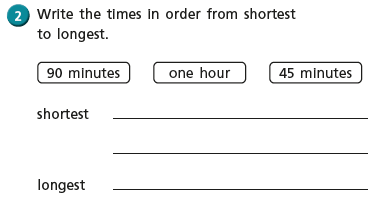 2 Write the times in order from shortest
to longest.
90 minutes one hour 45 minutes
shortest
longest